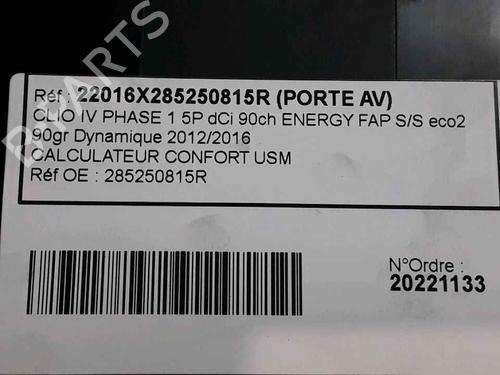 Réf : 22016X285250815R (PORTE AV)
CLIO IV PHASE 1 5P dCi 90ch ENERGY FAP S/S eco2
90gr Dynamique 2012/2016
CALCULATEUR CONFORT USM
Réf OE : 285250815R
N°Ordre :
20221133
B-PARTS